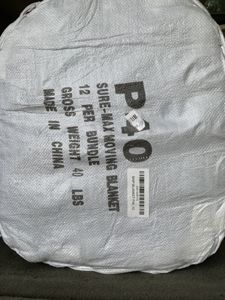 P40
SURE-MAX MOVING BLANKET
12 PER BUNDLE
GROSS WEIGHT 40 LBS
MADE IN CHINA